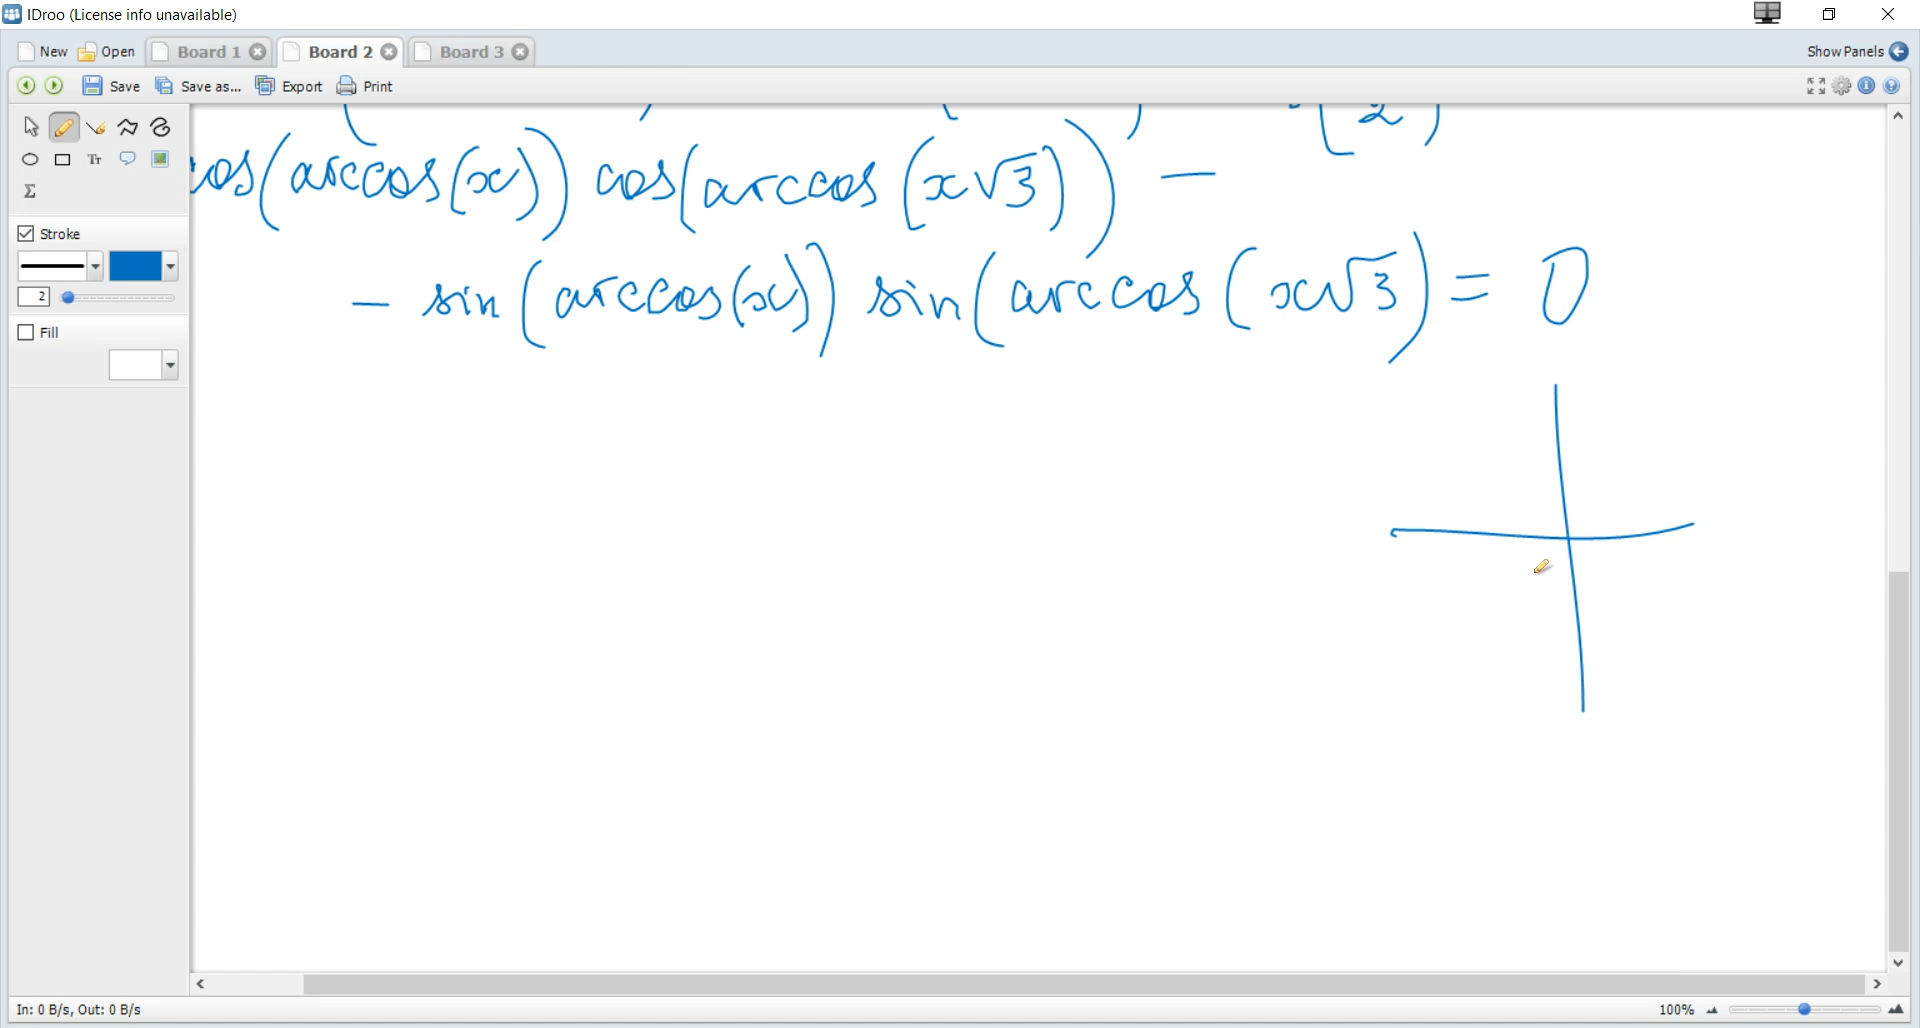 IDroo (License info unavailable)
New Open Board 1 Board 2 Board 3 Show Panels
Save Save as... Export Print
2
cos(arccos(x)) cos(arccos(x√3)) −
− sin(arccos(x)) sin(arccos(x√3) = 0
Tr
Σ
Stroke
2
Fill
In: 0 B/s, Out: 0 B/s 100%